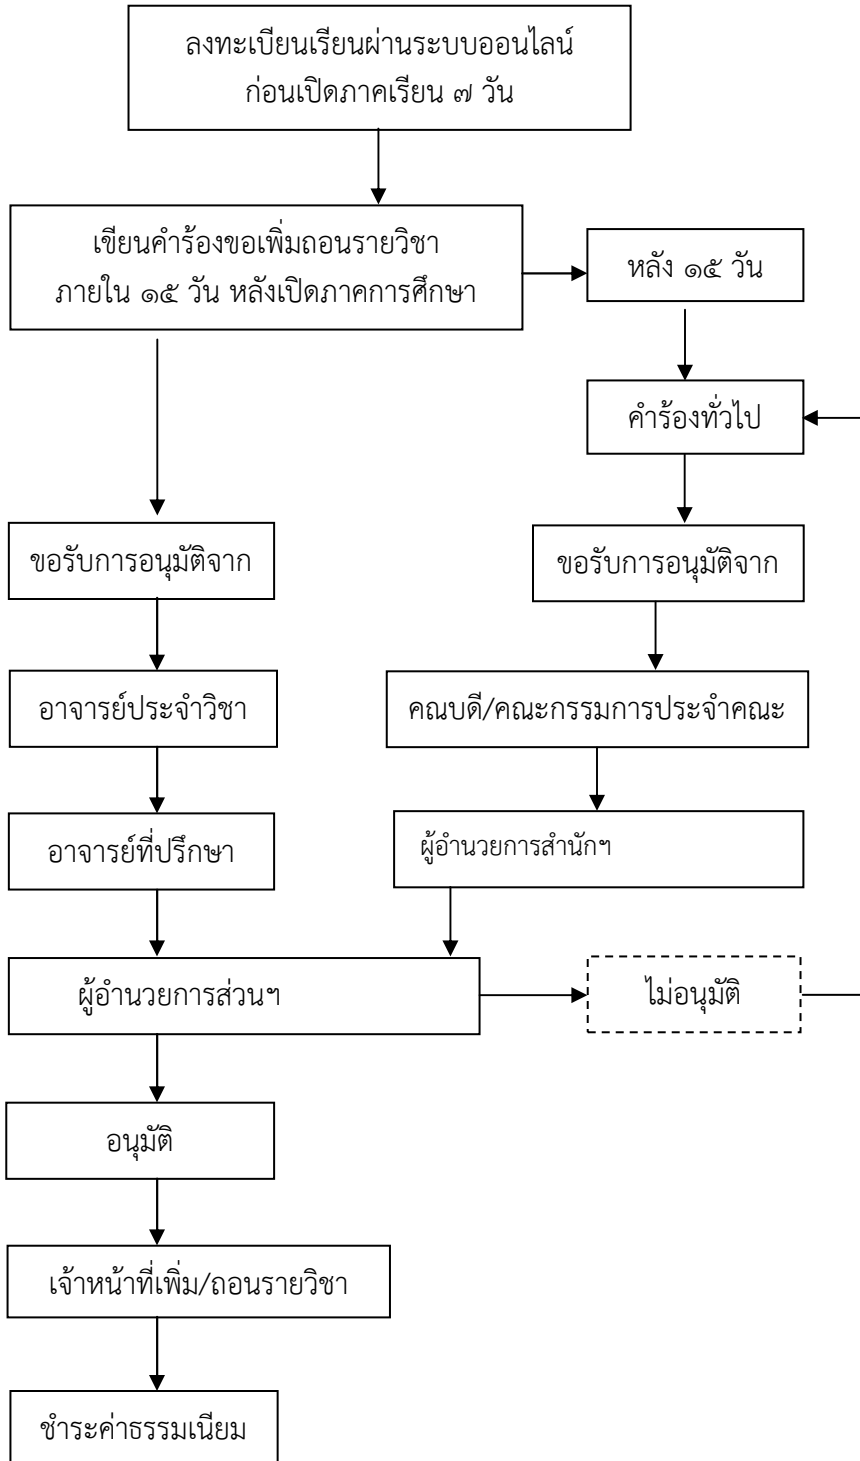 ลงทะเบียนเรียนผ่านระบบออนไลน์
ก่อนเปิดภาคเรียน ๗ วัน
เขียนคำร้องขอเพิ่มถอนรายวิชา
ภายใน ๑๕ วัน หลังเปิดภาคการศึกษา
หลัง ๑๕ วัน
คำร้องทั่วไป
ขอรับการอนุมัติจาก
ขอรับการอนุมัติจาก
อาจารย์ประจำวิชา
คณบดี/คณะกรรมการประจำคณะ
อาจารย์ที่ปรึกษา
ผู้อำนวยการสำนักฯ
ผู้อำนวยการส่วนฯ
ไม่อนุมัติ
อนุมัติ
เจ้าหน้าที่เพิ่ม/ถอนรายวิชา
ชำระค่าธรรมเนียม